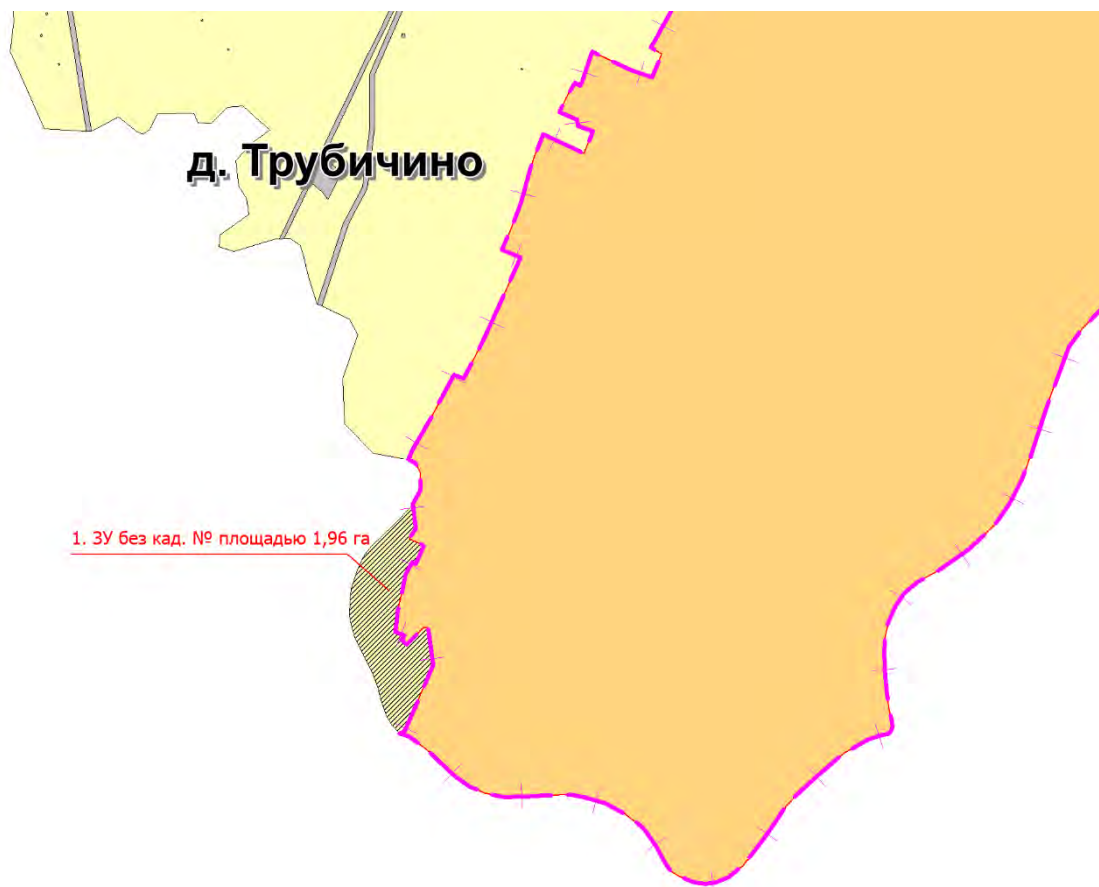 д. Трубичино
1. ЗУ без кад. № площадью 1,96 га